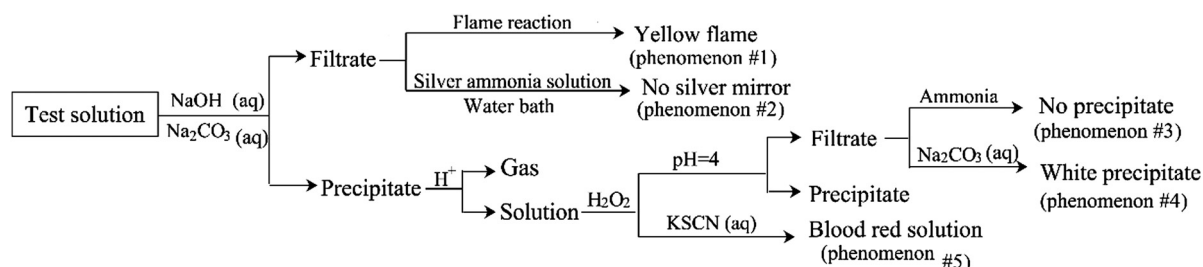 Test solution
NaOH (aq)
Na₂CO₃ (aq)
Filtrate
Flame reaction
Yellow flame
(phenomenon #1)
Silver ammonia solution
Water bath
No silver mirror
(phenomenon #2)
Precipitate
H⁺
Gas
Solution
H₂O₂
pH=4
Filtrate
Ammonia
No precipitate
(phenomenon #3)
Na₂CO₃ (aq)
White precipitate
(phenomenon #4)
Precipitate
KSCN (aq)
Blood red solution
(phenomenon #5)